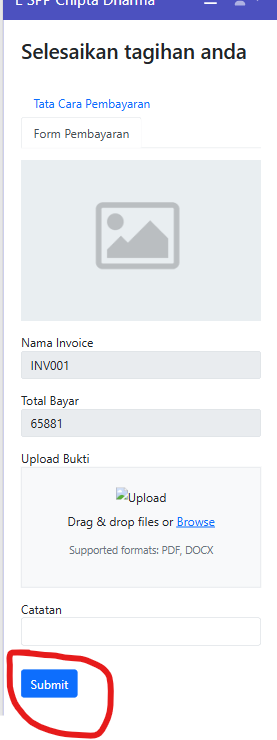 E SPP Chipta Dharma
Selesaikan tagihan anda
Tata Cara Pembayaran
Form Pembayaran
Nama Invoice
INV001
Total Bayar
65881
Upload Bukti
Upload
Drag & drop files or Browse
Supported formats: PDF, DOCX
Catatan
Submit